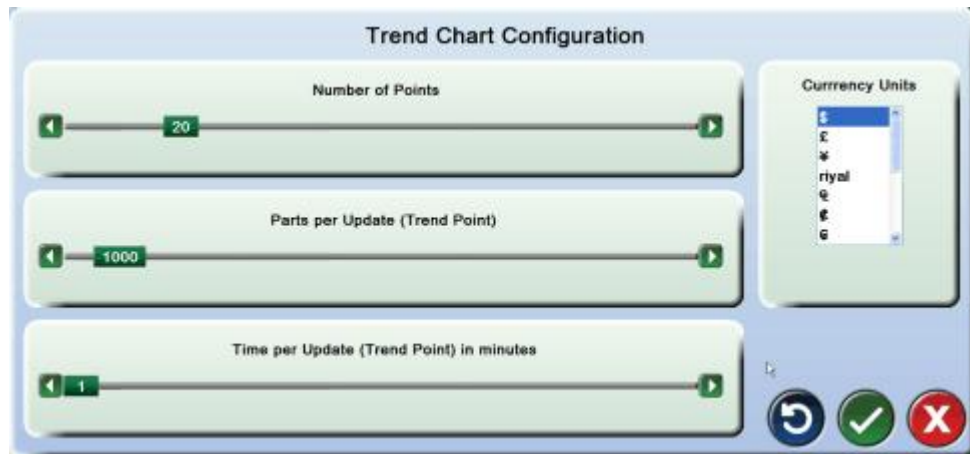 Trend Chart Configuration
Number of Points
20
Parts per Update (Trend Point)
1000
Time per Update (Trend Point) in minutes
1
Currrency Units
$
£
¥
riyal